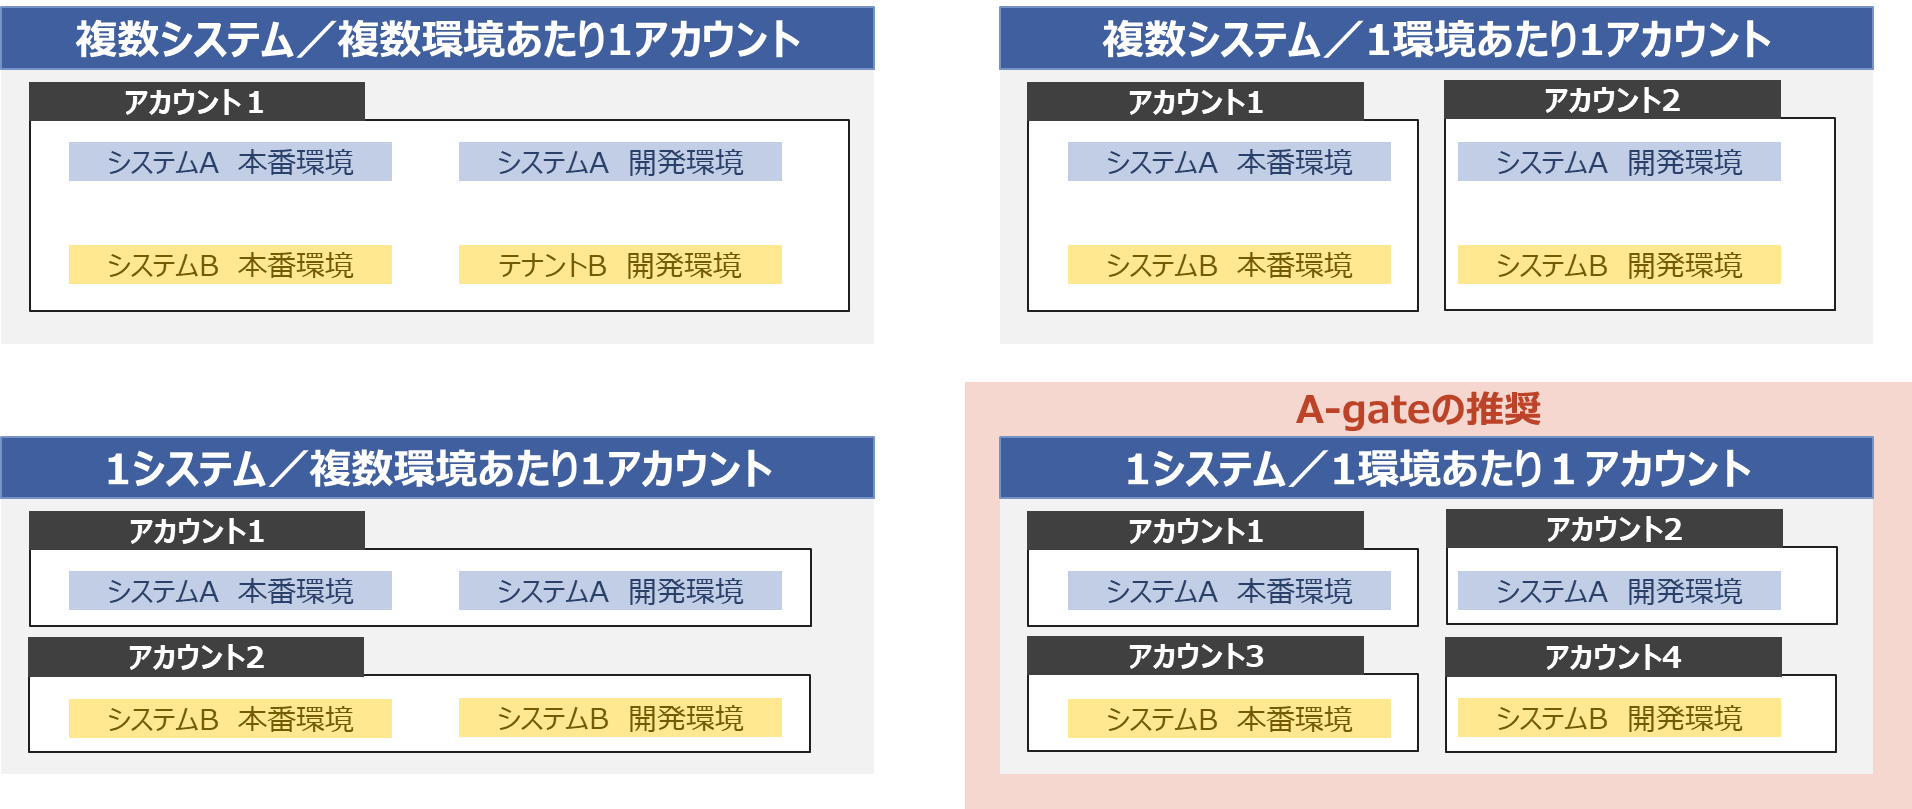 複数システム／複数環境あたり1アカウント
アカウント１
システムA　本番環境
システムA　開発環境
システムB　本番環境
テナントB　開発環境
複数システム／1環境あたり1アカウント
アカウント1
アカウント2
システムA　本番環境
システムA　開発環境
システムB　本番環境
システムB　開発環境
1システム／複数環境あたり1アカウント
アカウント1
システムA　本番環境
システムA　開発環境
アカウント2
システムB　本番環境
システムB　開発環境
A-gateの推奨
1システム／1環境あたり１アカウント
アカウント1
アカウント2
システムA　本番環境
システムA　開発環境
アカウント3
アカウント4
システムB　本番環境
システムB　開発環境